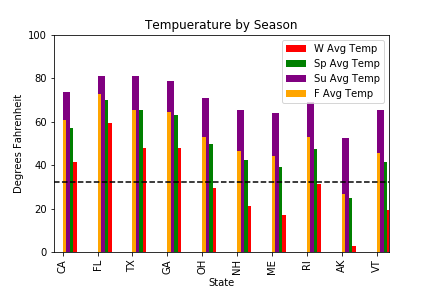 Tempuerature by Season
100
80
60
40
20
0
Degrees Fahrenheit
W Avg Temp
Sp Avg Temp
Su Avg Temp
F Avg Temp
CA
FL
TX
GA
OH
NH
ME
RI
AK
VT
State